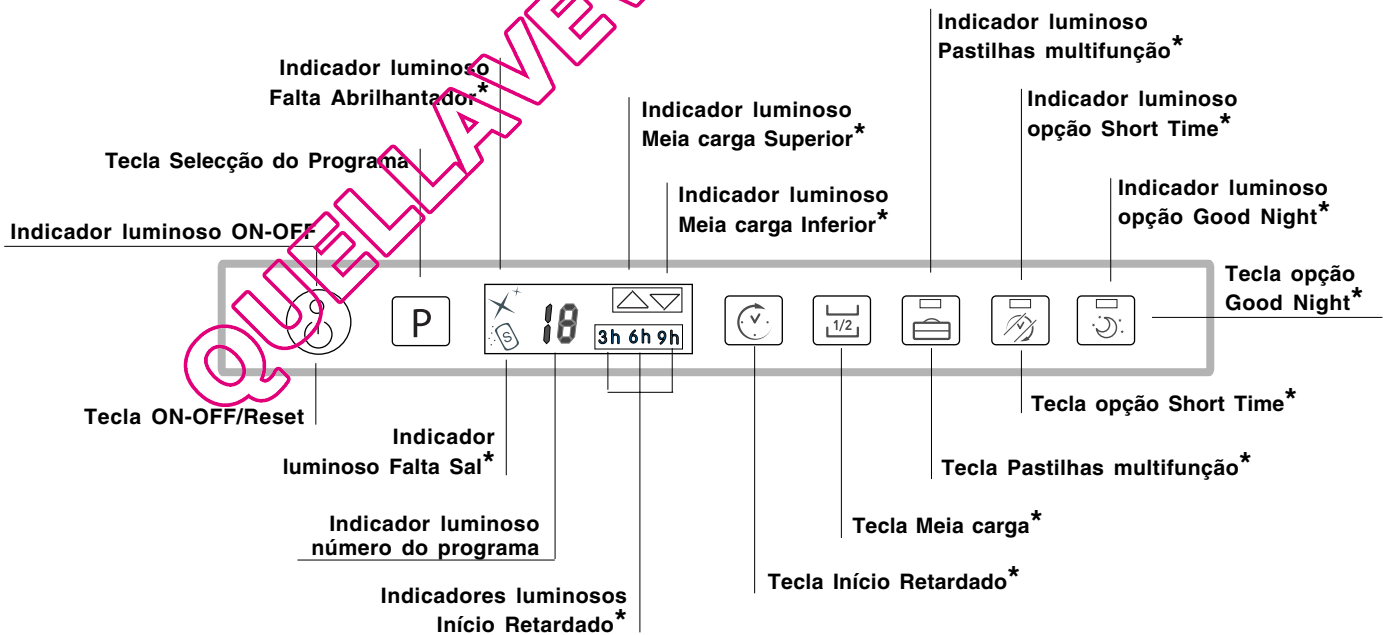 Indicador luminoso
Pastilhas multifunção*
Indicador luminoso
Falta Abrilhantador*
Indicador luminoso
Meia carga Superior*
Indicador luminoso
opção Short Time*
Tecla Selecção do Programa
Indicador luminoso
Meia carga Inferior*
Indicador luminoso
opção Good Night*
Indicador luminoso ON-OFF
Tecla opção
Good Night*
P
S
18
3h 6h 9h
1/2
Tecla ON-OFF/Reset
Indicador
luminoso Falta Sal*
Tecla opção Short Time*
Tecla Pastilhas multifunção*
Indicador luminoso
número do programa
Tecla Meia carga*
Tecla Início Retardado*
Indicadores luminosos
Início Retardado*
QUELLAVE